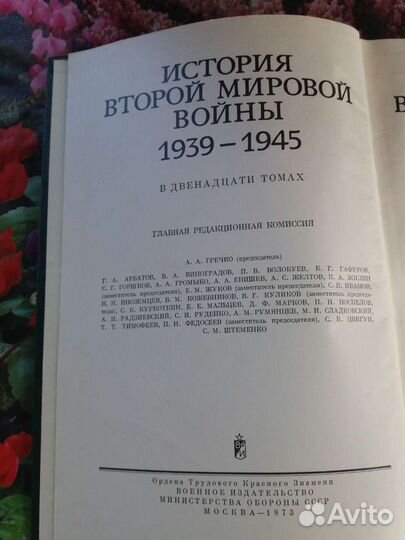 ИСТОРИЯ
ВТОРОЙ МИРОВОЙ
ВОЙНЫ
1939 – 1945
В ДВЕНАДЦАТИ ТОМАХ
ГЛАВНАЯ РЕДАКЦИОННАЯ КОМИССИЯ
А. А. ГРЕЧКО (председатель)
Г. А. АРБАТОВ, В. А. ВИНОГРАДОВ, П. В. ВОЛОБУЕВ, Б. Г. ГАФУРОВ,
С. Г. ГОРШКОВ, А. А. ГРОМЫКО, А. А. ЕПИШЕВ, А. С. ЖЕЛТОВ, П. А. ЖИЛИН
(заместитель председателя), Е. М. ЖУКОВ (заместитель председателя), С. П. ИВАНОВ,
Н. Н. ИНОЗЕМЦЕВ, В. М. КОЖЕВНИКОВ, В. Г. КУЛИКОВ (заместитель председа-
теля), С. К. КУРКОТКИН, Е. Е. МАЛЬЦЕВ, Д. Ф. МАРКОВ, П. Н. ПОСПЕЛОВ,
А. И. РАДЗИЕВСКИЙ, С. И. РУДЕНКО, А. М. РУМЯНЦЕВ, М. И. СЛАДКОВСКИЙ,
Т. Т. ТИМОФЕЕВ, П. Н. ФЕДОСЕЕВ (заместитель председателя), С. К. ЦВИГУН,
С. М. ШТЕМЕНКО
Ордена Трудового Красного Знамени
ВОЕННОЕ ИЗДАТЕЛЬСТВО
МИНИСТЕРСТВА ОБОРОНЫ СССР
МОСКВА — 1973
Avito